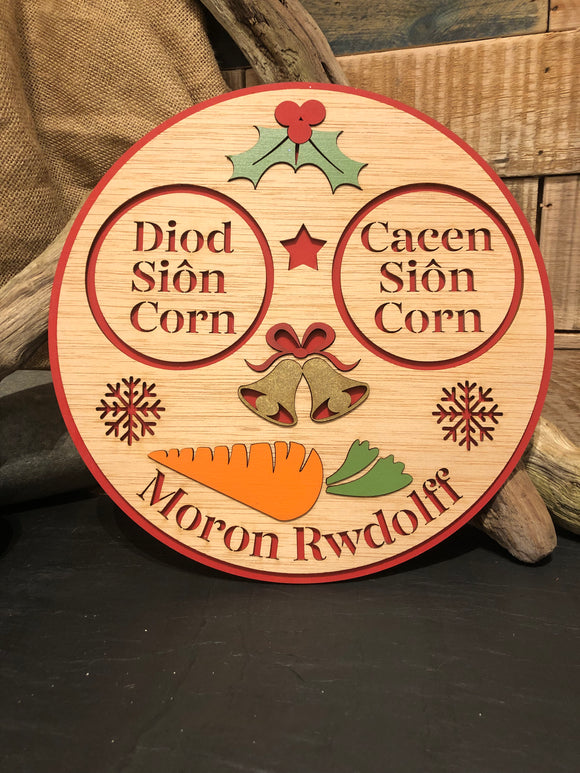 Diod
Siôn
Corn
Cacen
Siôn
Corn
Moron Rwdolff